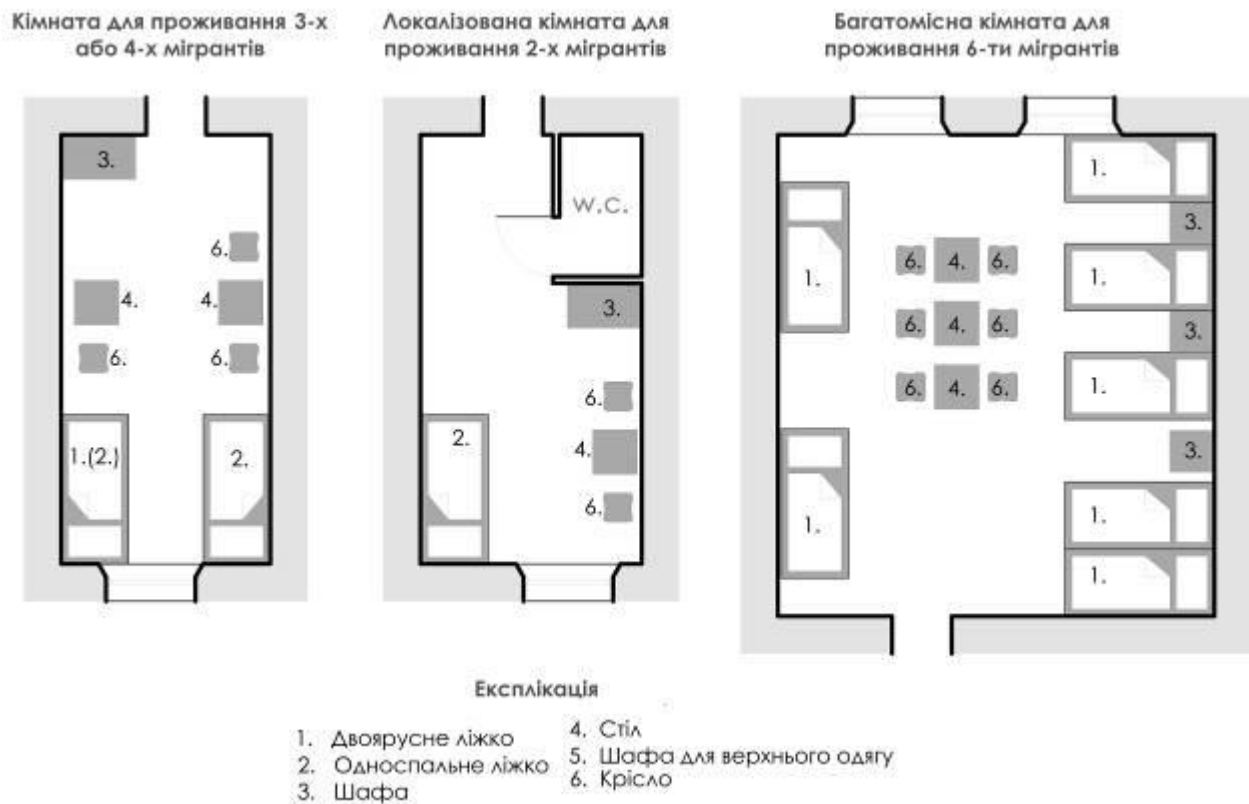 Кімната для проживання 3-х
або 4-х мігрантів
Локалізована кімната для
проживання 2-х мігрантів
Багатомісна кімната для
проживання 6-ти мігрантів
3.
6.
4.
4.
6.
6.
1.(2.)
2.
W.C.
3.
6.
2.
4.
6.
1.
3.
6. 4. 6.
1.
1.
6. 4. 6.
3.
6. 4. 6.
1.
3.
1.
1.
1.
Експлікація
1. Двоярусне ліжко
2. Односпальне ліжко
3. Шафа
4. Стіл
5. Шафа для верхнього одягу
6. Крісло